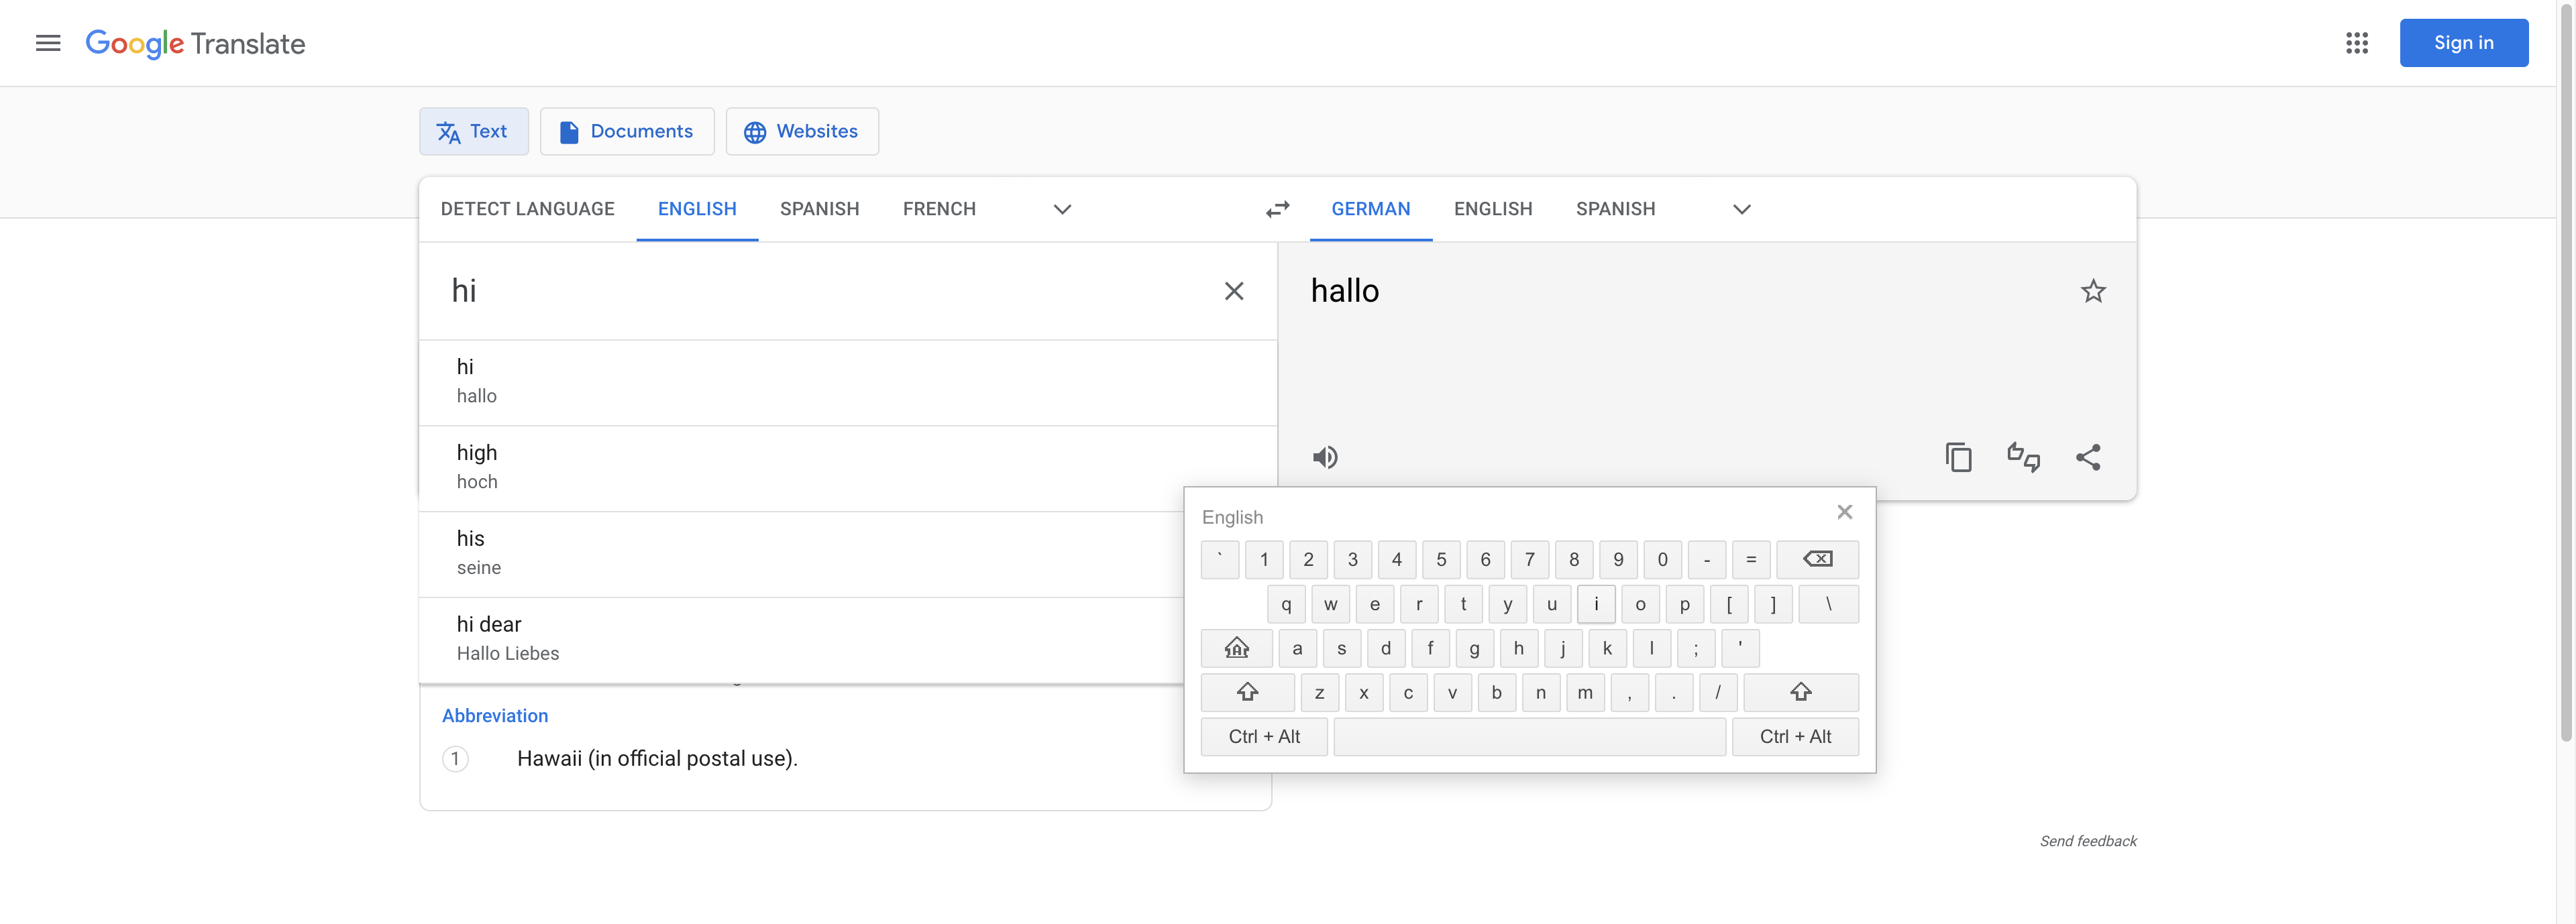 Google Translate
Sign in
Text Documents Websites
DETECT LANGUAGE ENGLISH SPANISH FRENCH
GERMAN ENGLISH SPANISH
hi
hallo
hi
hallo
high
hoch
his
seine
hi dear
Hallo Liebes
Abbreviation
1 Hawaii (in official postal use).
English
` 1 2 3 4 5 6 7 8 9 0 - =
q w e r t y u i o p [ ] \
a s d f g h j k l ; '
z x c v b n m , . /
Ctrl + Alt Ctrl + Alt
Send feedback